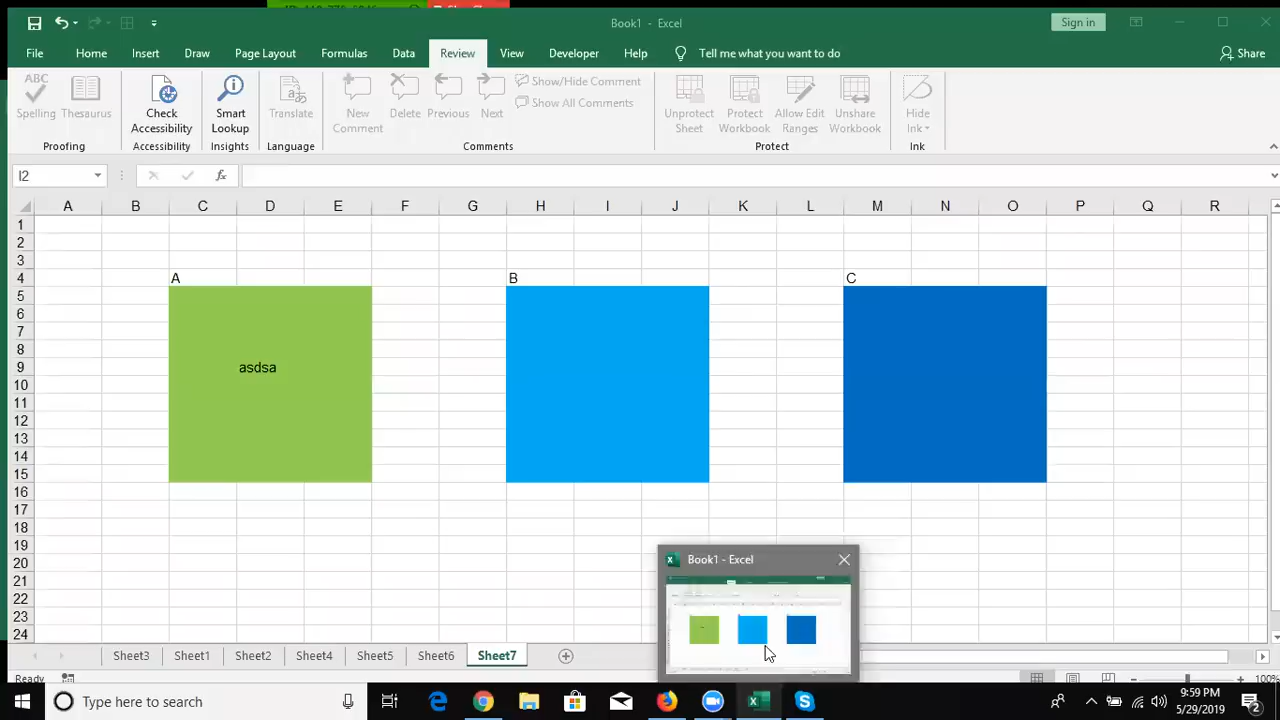 Book1 - Excel
Sign in
File Home Insert Draw Page Layout Formulas Data Review View Developer Help Tell me what you want to do Share
ABC
Spelling Thesaurus Check Accessibility Smart Lookup Translate New Comment Delete Previous Next Show/Hide Comment Show All Comments Unprotect Sheet Protect Workbook Allow Edit Ranges Unshare Workbook Hide Ink
Proofing Accessibility Insights Language Comments Protect Ink
I2 fx
A B C D E F G H I J K L M N O P Q R
1
2
3
4 A B C
5
6
7
8
9 asdsa
10
11
12
13
14
15
16
17
18
19
20
21
22
23
24
Book1 - Excel
Sheet3 Sheet1 Sheet2 Sheet4 Sheet5 Sheet6 Sheet7
Ready 100%
Type here to search
9:59 PM
5/29/2019
2